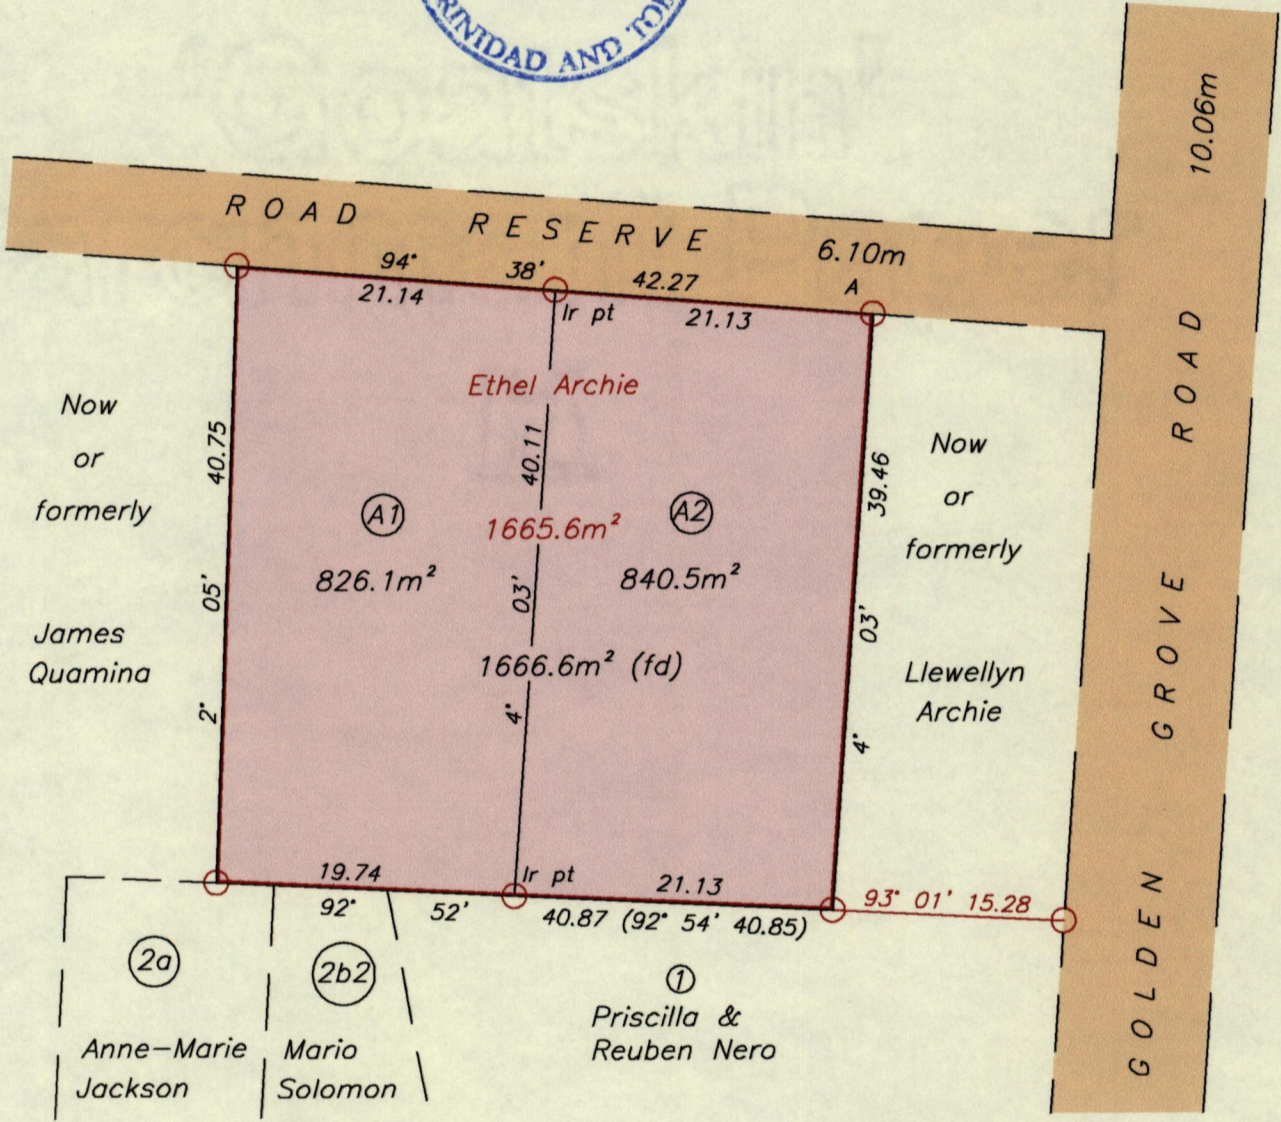 RINIDAD AND TOB
10.06m
ROAD RESERVE
6.10m
94° 38' 42.27 A
21.14 Ir pt 21.13
Ethel Archie
40.75
05'
2°
40.11
03'
4°
39.46
03'
4°
Now
or
formerly
James
Quamina
A1
826.1m²
1665.6m²
A2
840.5m²
1666.6m² (fd)
Now
or
formerly
Llewellyn
Archie
GOLDEN GROVE ROAD
19.74 Ir pt 21.13
92° 52' 40.87 (92° 54' 40.85)
93° 01' 15.28
2a
Anne-Marie
Jackson
2b2
Mario
Solomon
1
Priscilla &
Reuben Nero